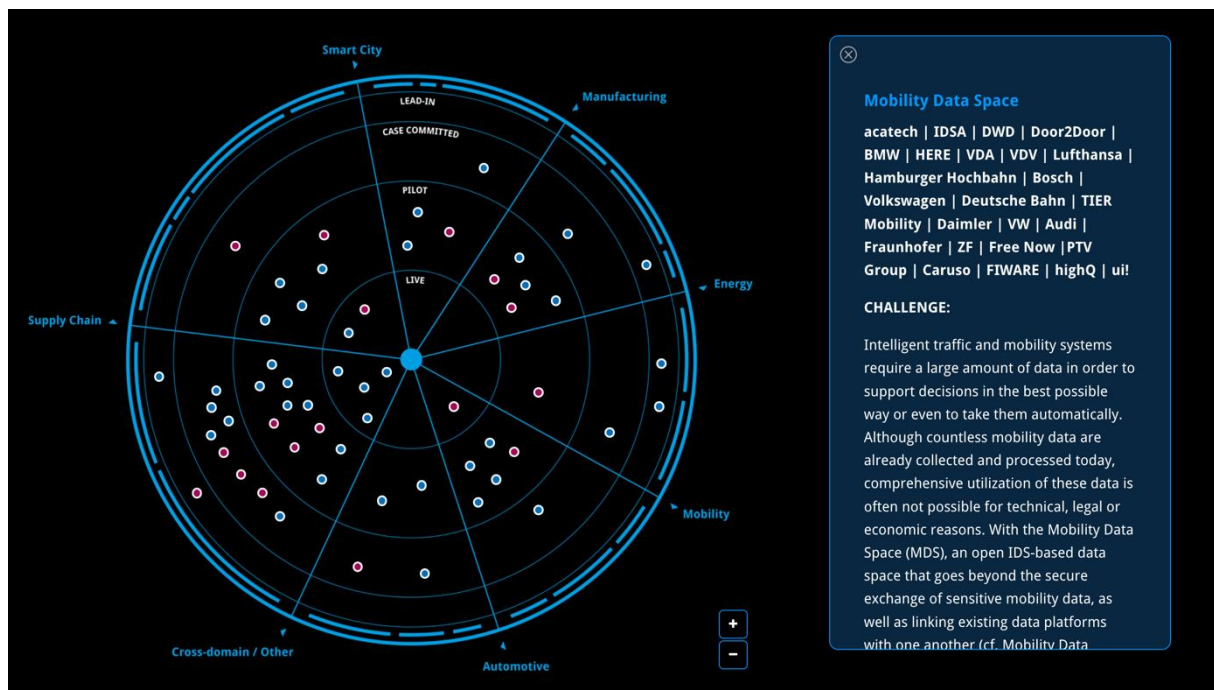 Smart City
Manufacturing
LEAD-IN
CASE COMMITTED
PILOT
LIVE
Energy
Supply Chain
Mobility
Cross-domain / Other
Automotive
+
−
Mobility Data Space
acatech | IDSA | DWD | Door2Door |
BMW | HERE | VDA | VDV | Lufthansa |
Hamburger Hochbahn | Bosch |
Volkswagen | Deutsche Bahn | TIER
Mobility | Daimler | VW | Audi |
Fraunhofer | ZF | Free Now |PTV
Group | Caruso | FIWARE | highQ | ui!
CHALLENGE:
Intelligent traffic and mobility systems
require a large amount of data in order to
support decisions in the best possible
way or even to take them automatically.
Although countless mobility data are
already collected and processed today,
comprehensive utilization of these data is
often not possible for technical, legal or
economic reasons. With the Mobility Data
Space (MDS), an open IDS-based data
space that goes beyond the secure
exchange of sensitive mobility data, as
well as linking existing data platforms
with one another (cf. Mobility Data